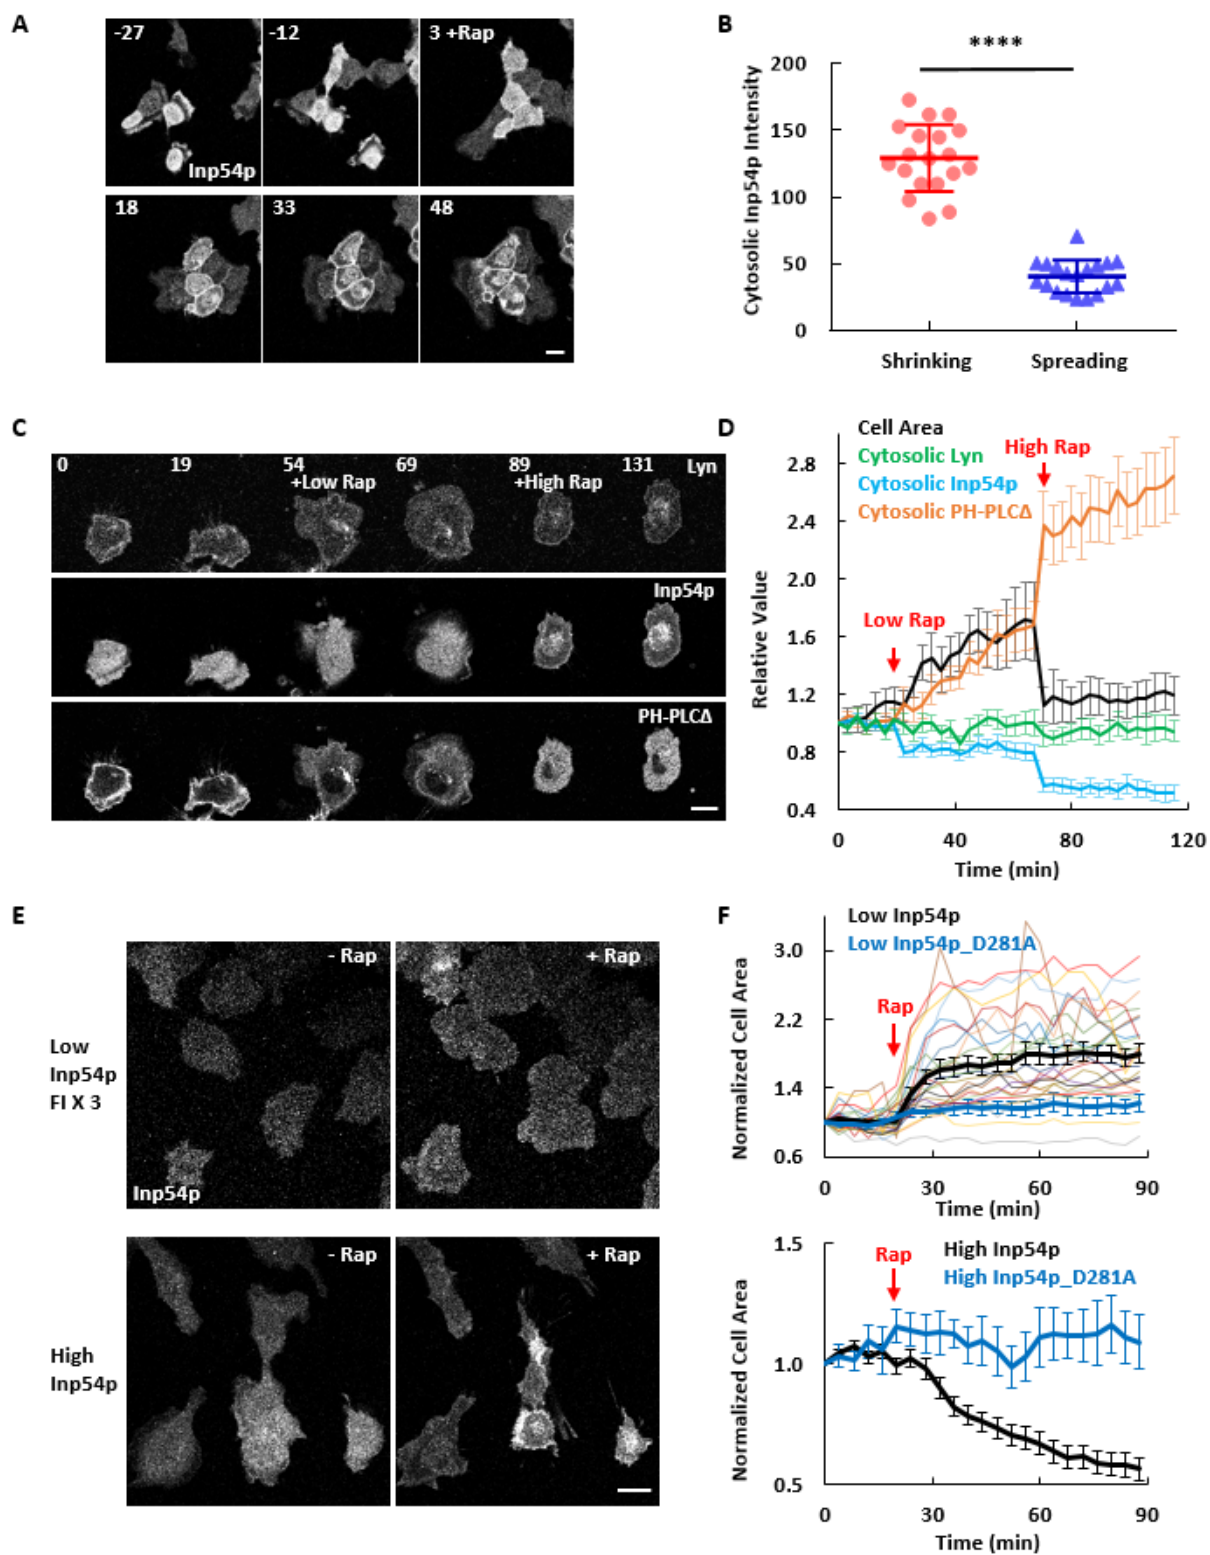 A
-27
-12
3 +Rap
Inp54p
18
33
48
B
****
Cytosolic Inp54p Intensity
200
150
100
50
0
Shrinking
Spreading
C
0
19
54
69
89
131
Lyn
+Low Rap
+High Rap
Inp54p
PH-PLCΔ
D
Cell Area
Cytosolic Lyn
Cytosolic Inp54p
Cytosolic PH-PLCΔ
High Rap
Low Rap
Relative Value
2.8
2.4
2.0
1.6
1.2
0.8
0.4
0
40
80
120
Time (min)
E
- Rap
+ Rap
Low
Inp54p
FI X 3
Inp54p
- Rap
+ Rap
High
Inp54p
F
Low Inp54p
Low Inp54p_D281A
Rap
Normalized Cell Area
3.0
2.2
1.4
0.6
0
30
60
90
Time (min)
High Inp54p
High Inp54p_D281A
Rap
Normalized Cell Area
1.5
1.0
0.5
0
30
60
90
Time (min)